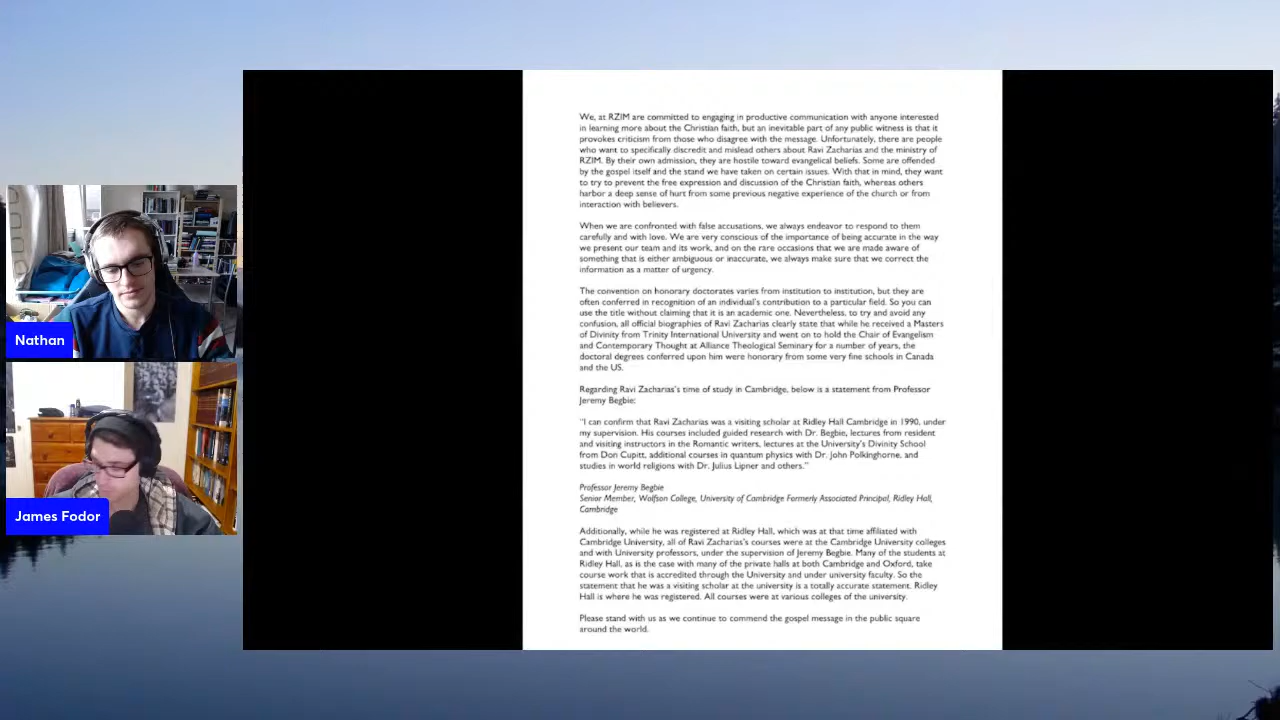 We, at RZIM are committed to engaging in productive communication with anyone interested
in learning more about the Christian faith, but an inevitable part of any public witness is that it
provokes criticism from those who disagree with the message. Unfortunately, there are people
who want to specifically discredit and mislead others about Ravi Zacharias and the ministry of
RZIM. By their own admission, they are hostile toward evangelical beliefs. Some are offended
by the gospel itself and the stand we have taken on certain issues. With that in mind, they want
to try to prevent the free expression and discussion of the Christian faith, whereas others
harbor a deep sense of hurt from some previous negative experience of the church or from
interaction with believers.
When we are confronted with false accusations, we always endeavor to respond to them
carefully and with love. We are very conscious of the importance of being accurate in the way
we present our team and its work, and on the rare occasions that we are made aware of
something that is either ambiguous or inaccurate, we always make sure that we correct the
information as a matter of urgency.
The convention on honorary doctorates varies from institution to institution, but they are
often conferred in recognition of an individual's contribution to a particular field. So you can
use the title without claiming that it is an academic one. Nevertheless, to try and avoid any
confusion, all official biographies of Ravi Zacharias clearly state that while he received a Masters
of Divinity from Trinity International University and went on to hold the Chair of Evangelism
and Contemporary Thought at Alliance Theological Seminary for a number of years, the
doctoral degrees conferred upon him were honorary from some very fine schools in Canada
and the US.
Regarding Ravi Zacharias's time of study in Cambridge, below is a statement from Professor
Jeremy Begbie:
"I can confirm that Ravi Zacharias was a visiting scholar at Ridley Hall Cambridge in 1990, under
my supervision. His courses included guided research with Dr. Begbie, lectures from resident
and visiting instructors in the Romantic writers, lectures at the University's Divinity School
from Don Cupitt, additional courses in quantum physics with Dr. John Polkinghorne, and
studies in world religions with Dr. Julius Lipner and others."
Professor Jeremy Begbie
Senior Member, Wolfson College, University of Cambridge Formerly Associated Principal, Ridley Hall,
Cambridge
Additionally, while he was registered at Ridley Hall, which was at that time affiliated with
Cambridge University, all of Ravi Zacharias's courses were at the Cambridge University colleges
and with University professors, under the supervision of Jeremy Begbie. Many of the students at
Ridley Hall, as is the case with many of the private halls at both Cambridge and Oxford, take
course work that is accredited through the University and under university faculty. So the
statement that he was a visiting scholar at the university is a totally accurate statement. Ridley
Hall is where he was registered. All courses were at various colleges of the university.
Please stand with us as we continue to commend the gospel message in the public square
around the world.
Nathan
James Fodor